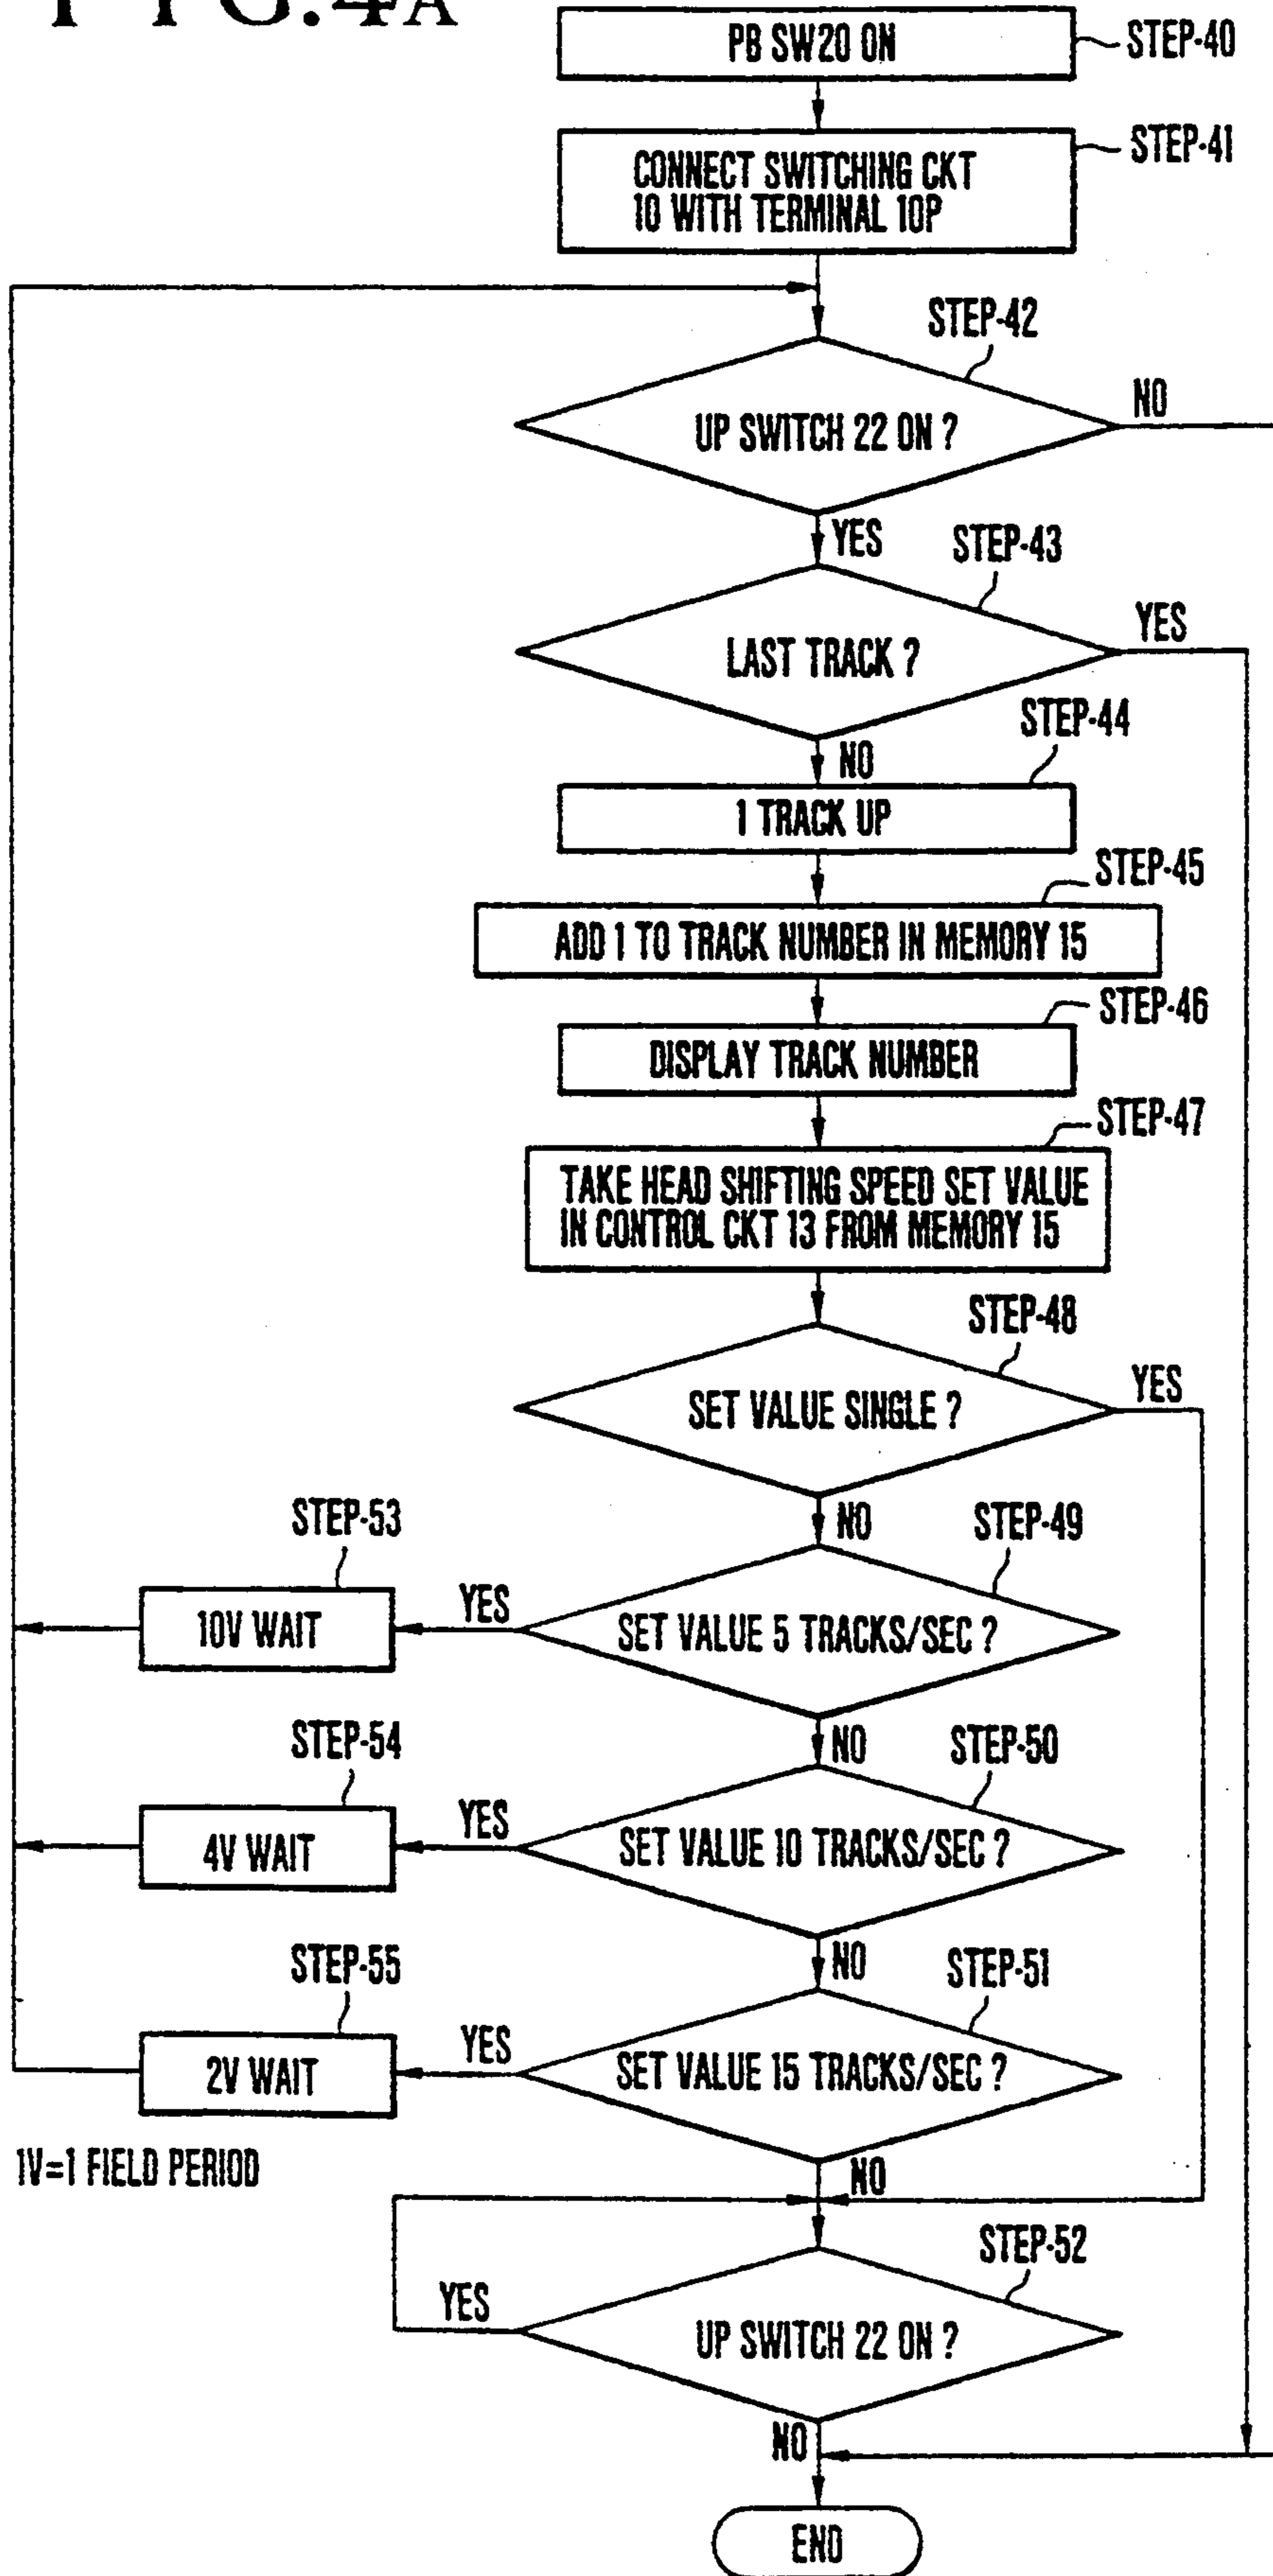 FIG.4A
PB SW20 ON
STEP-40
STEP-41
CONNECT SWITCHING CKT
10 WITH TERMINAL 10P
STEP-42
UP SWITCH 22 ON ?
NO
YES
STEP-43
LAST TRACK ?
YES
NO
STEP-44
1 TRACK UP
STEP-45
ADD 1 TO TRACK NUMBER IN MEMORY 15
STEP-46
DISPLAY TRACK NUMBER
STEP-47
TAKE HEAD SHIFTING SPEED SET VALUE
IN CONTROL CKT 13 FROM MEMORY 15
STEP-48
SET VALUE SINGLE ?
YES
NO
STEP-49
SET VALUE 5 TRACKS/SEC ?
YES
STEP-53
10V WAIT
NO
STEP-50
SET VALUE 10 TRACKS/SEC ?
YES
STEP-54
4V WAIT
NO
STEP-51
SET VALUE 15 TRACKS/SEC ?
YES
STEP-55
2V WAIT
1V=1 FIELD PERIOD
NO
STEP-52
UP SWITCH 22 ON ?
YES
NO
END